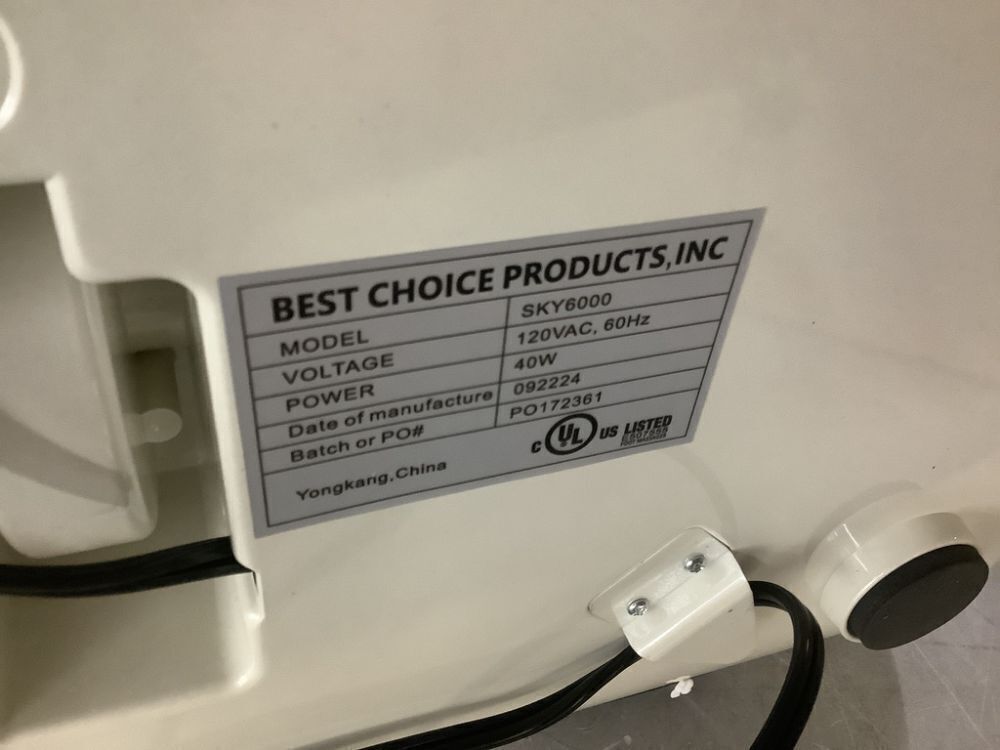 BEST CHOICE PRODUCTS,INC
MODEL SKY6000
VOLTAGE 120VAC, 60Hz
POWER 40W
Date of manufacture 092224
Batch or PO# PO172361
Yongkang,China
C UL US LISTED